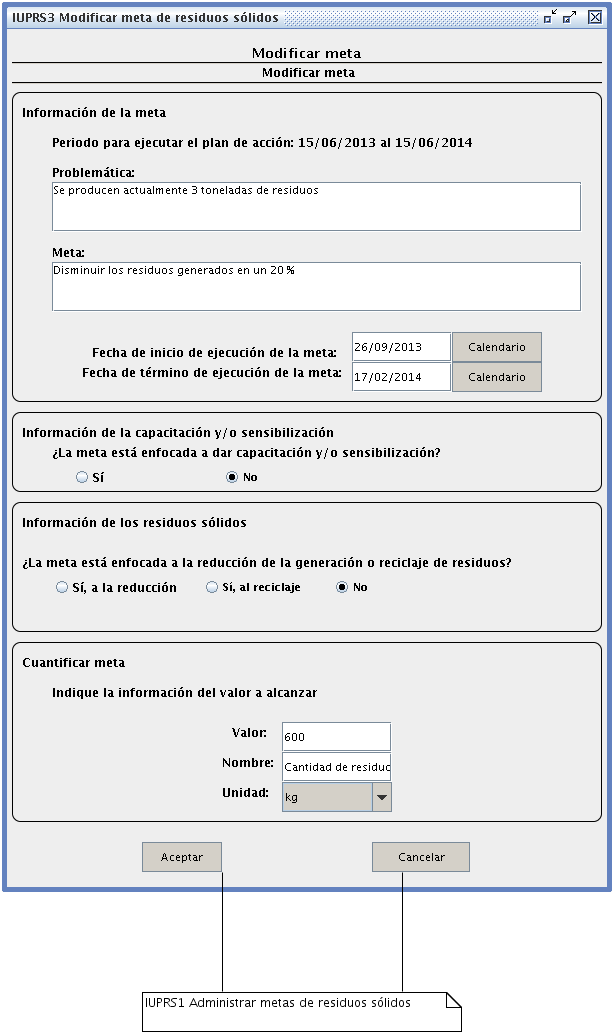 IUPRS3 Modificar meta de residuos sólidos
Modificar meta
Modificar meta
Información de la meta
Periodo para ejecutar el plan de acción: 15/06/2013 al 15/06/2014
Problemática:
Se producen actualmente 3 toneladas de residuos
Meta:
Disminuir los residuos generados en un 20%
Fecha de inicio de ejecución de la meta: 26/09/2013 Calendario
Fecha de término de ejecución de la meta: 17/02/2014 Calendario
Información de la capacitación y/o sensibilización
¿La meta está enfocada a dar capacitación y/o sensibilización?
Sí No
Información de los residuos sólidos
¿La meta está enfocada a la reducción de la generación o reciclaje de residuos?
Sí, a la reducción Sí, al reciclaje No
Cuantificar meta
Indique la información del valor a alcanzar
Valor: 600
Nombre: Cantidad de residuc
Unidad: kg
Aceptar Cancelar
IUPRS1 Administrar metas de residuos sólidos